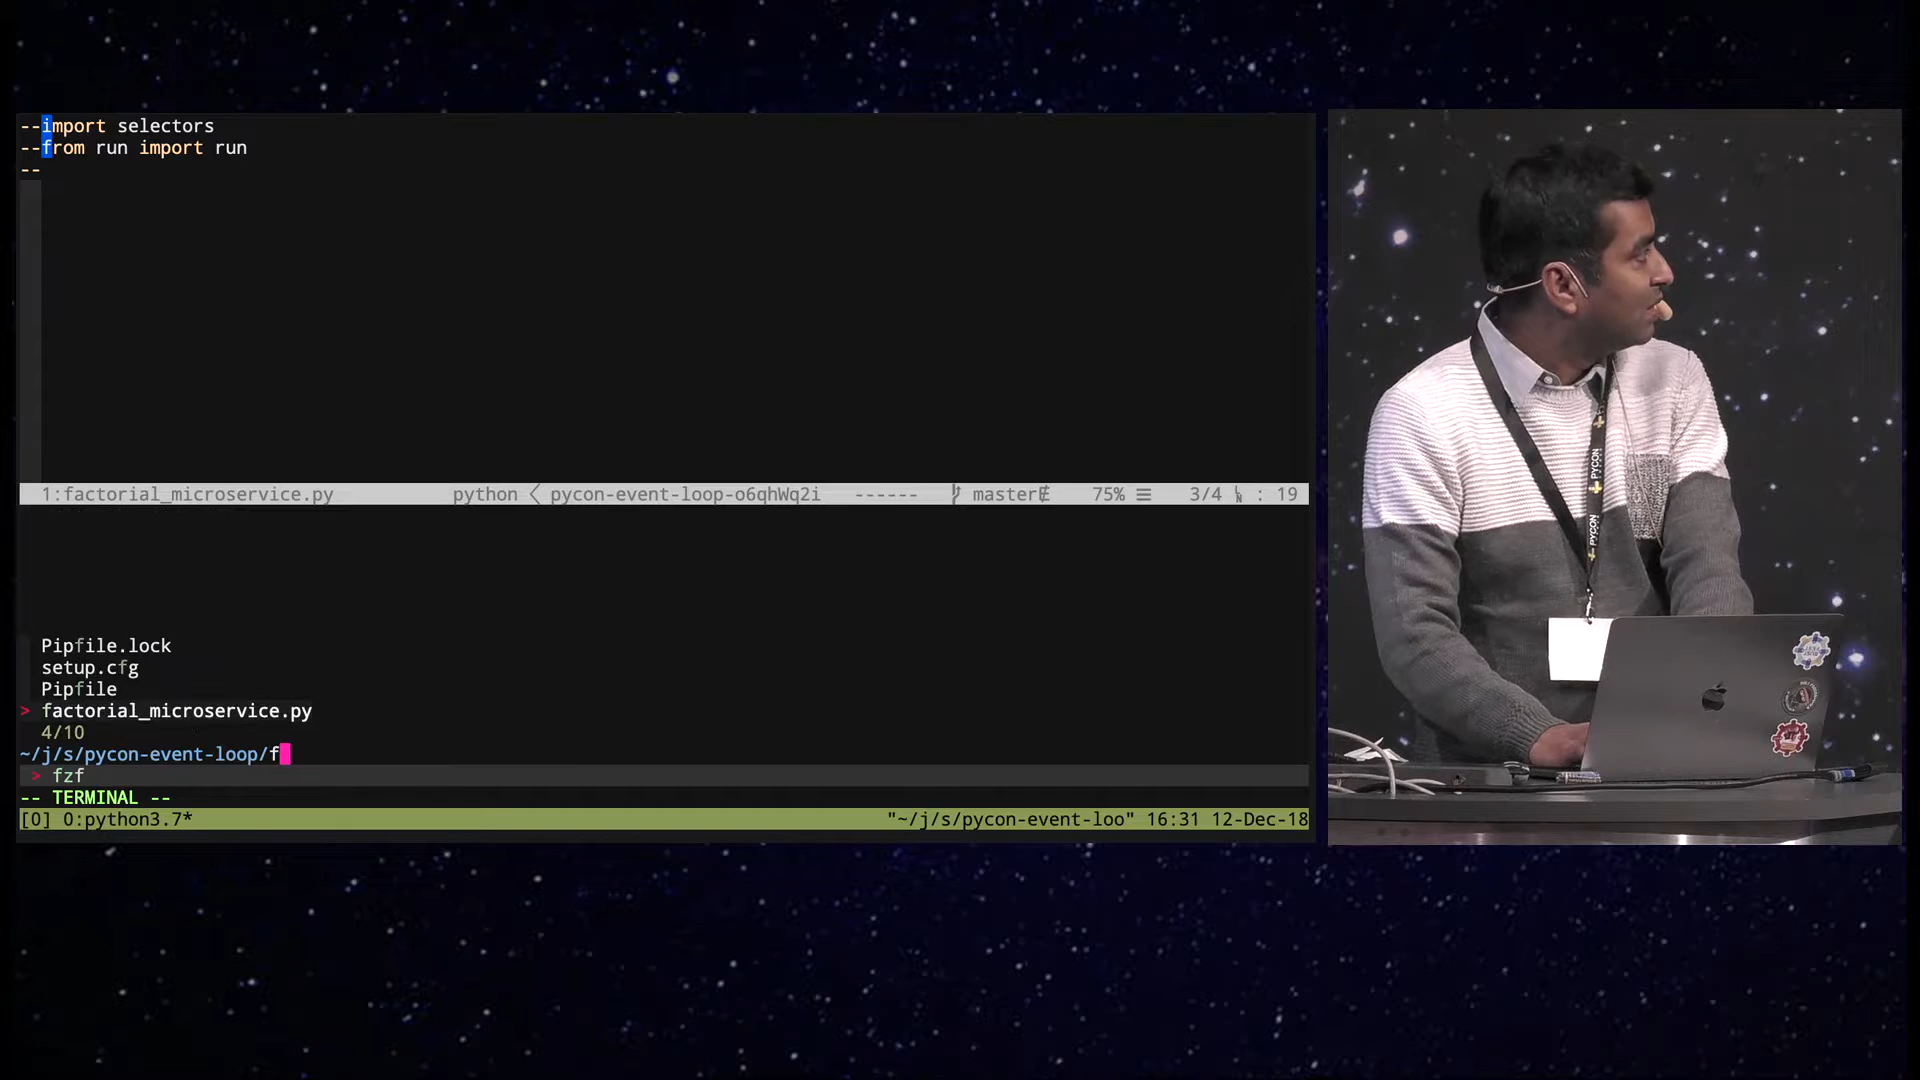 --import selectors
--from run import run
--
1:factorial_microservice.py python < pycon-event-loop-o6qhWq2i ------ master 75% ☰ 3/4 : 19
Pipfile.lock
setup.cfg
Pipfile
> factorial_microservice.py
4/10
~/j/s/pycon-event-loop/f
> fzf
-- TERMINAL --
[0] 0:python3.7* "~/j/s/pycon-event-loo" 16:31 12-Dec-18
PYCON
PYCON